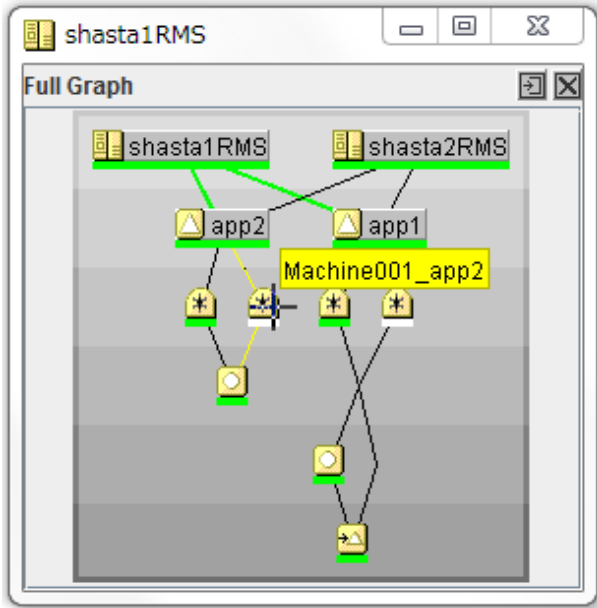 shasta1RMS
Full Graph
shasta1RMS
shasta2RMS
app2
app1
Machine001_app2